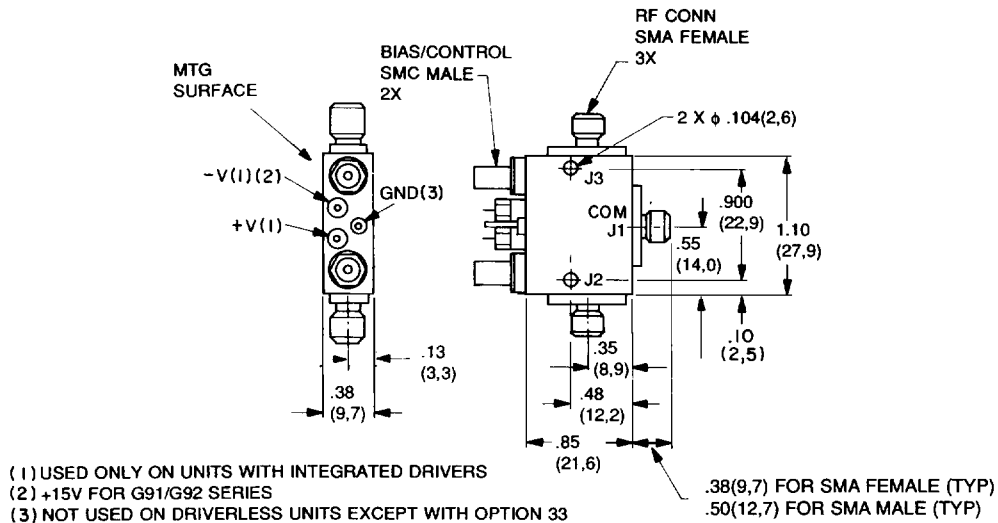 RF CONN
SMA FEMALE
3X
BIAS/CONTROL
SMC MALE
2X
MTG
SURFACE
2 X ϕ .104(2,6)
-V(1)(2)
GND(3)
+V(1)
J3
COM
J1
J2
.900
(22,9)
1.10
(27,9)
.55
(14,0)
.10
(2,5)
.13
(3,3)
.38
(9,7)
.35
(8,9)
.48
(12,2)
.85
(21,6)
.38(9,7) FOR SMA FEMALE (TYP)
.50(12,7) FOR SMA MALE (TYP)
(1) USED ONLY ON UNITS WITH INTEGRATED DRIVERS
(2) +15V FOR G91/G92 SERIES
(3) NOT USED ON DRIVERLESS UNITS EXCEPT WITH OPTION 33